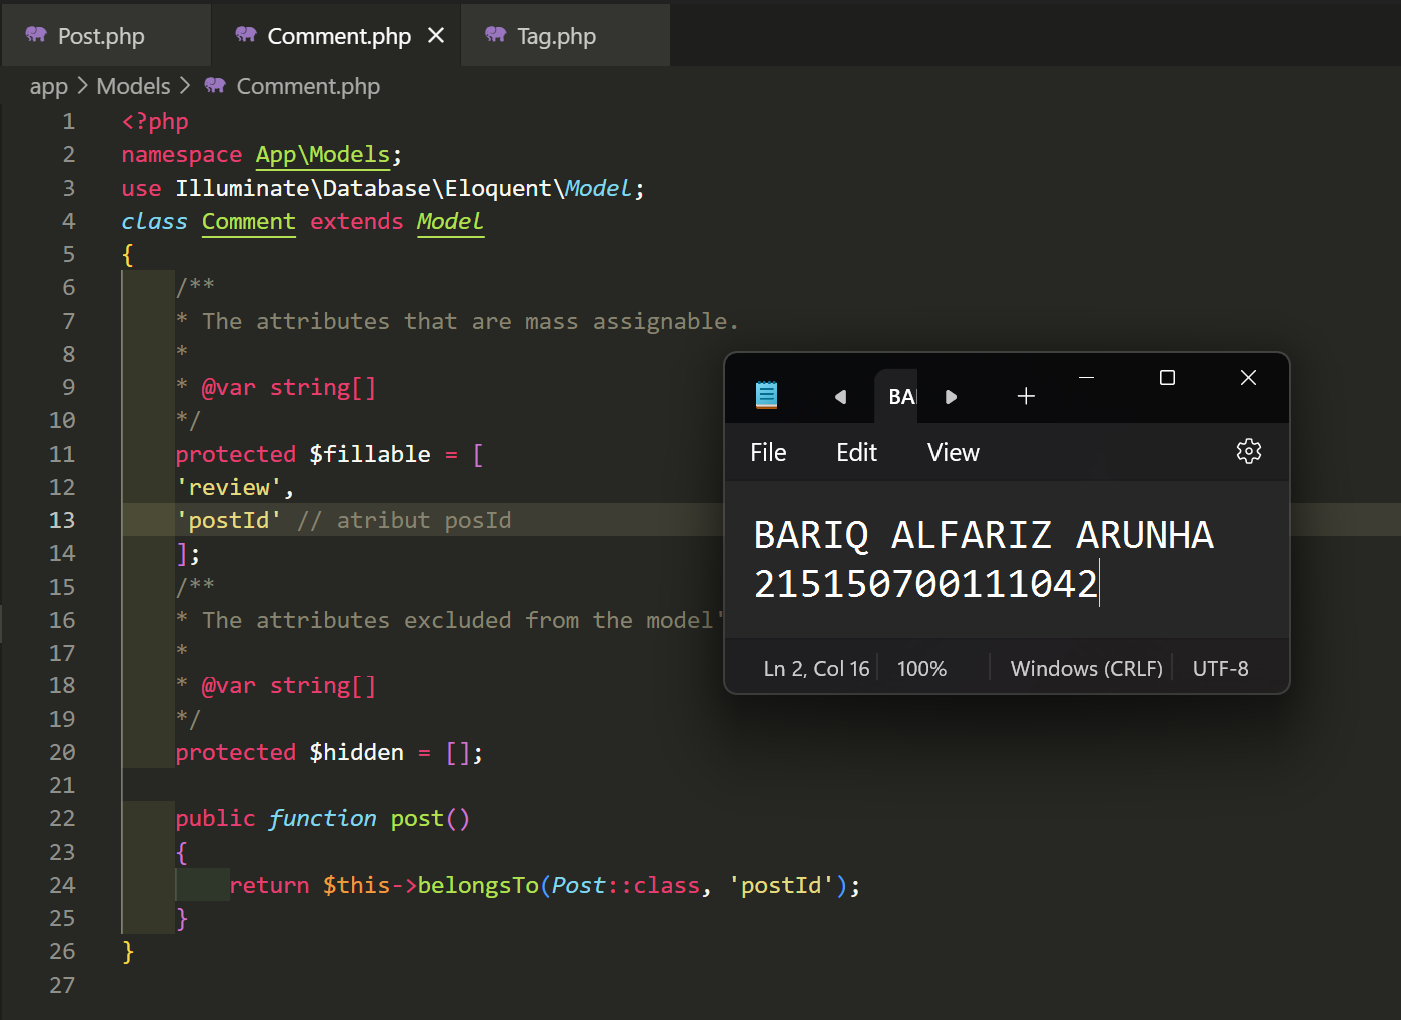 Post.php Comment.php Tag.php
app > Models > Comment.php
1 <?php
2 namespace App\Models;
3 use Illuminate\Database\Eloquent\Model;
4 class Comment extends Model
5 {
6 /**
7 * The attributes that are mass assignable.
8 *
9 * @var string[]
10 */
11 protected $fillable = [
12 'review',
13 'postId' // atribut posId
14 ];
15 /**
16 * The attributes excluded from the model'
17 *
18 * @var string[]
19 */
20 protected $hidden = [];
21
22 public function post()
23 {
24 return $this->belongsTo(Post::class, 'postId');
25 }
26 }
27
BA
File Edit View
BARIQ ALFARIZ ARUNHA
215150700111042
Ln 2, Col 16 100% Windows (CRLF) UTF-8